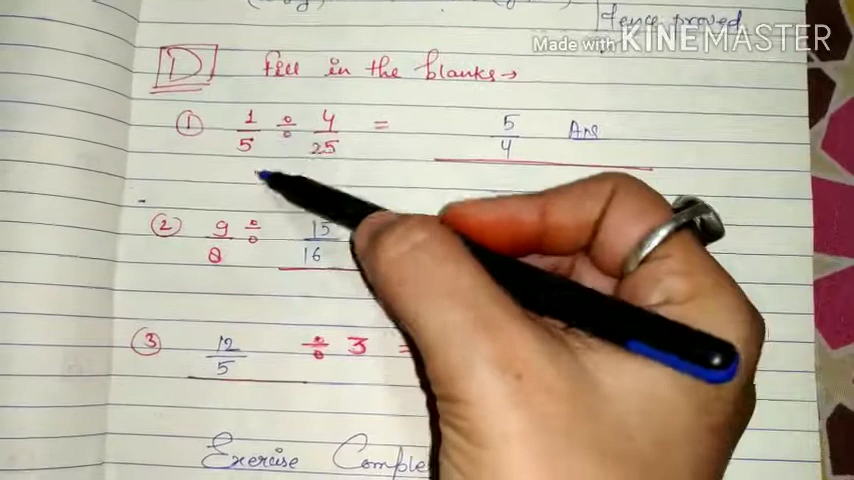 Hence proved
Made with KINEMASTER
D Fill in the blanks →
① 1/5 ÷ 4/25 = 5/4 Ans
② 9/8 ÷ 15/16
③ 12/5 ÷ 3 =
Exercise Comple